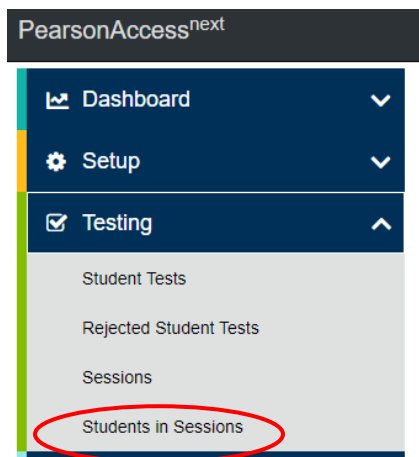 PearsonAccessnext
Dashboard
Setup
Testing
Student Tests
Rejected Student Tests
Sessions
Students in Sessions